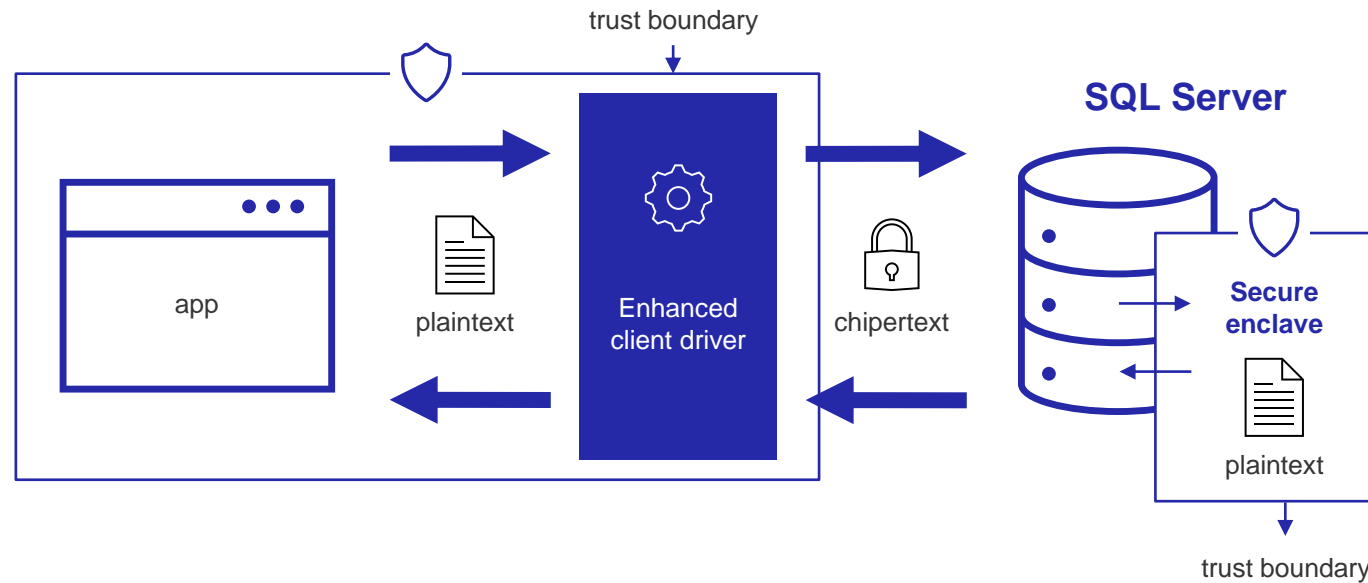 trust boundary
SQL Server
app
plaintext
Enhanced
client driver
chipertext
Secure
enclave
plaintext
trust boundary